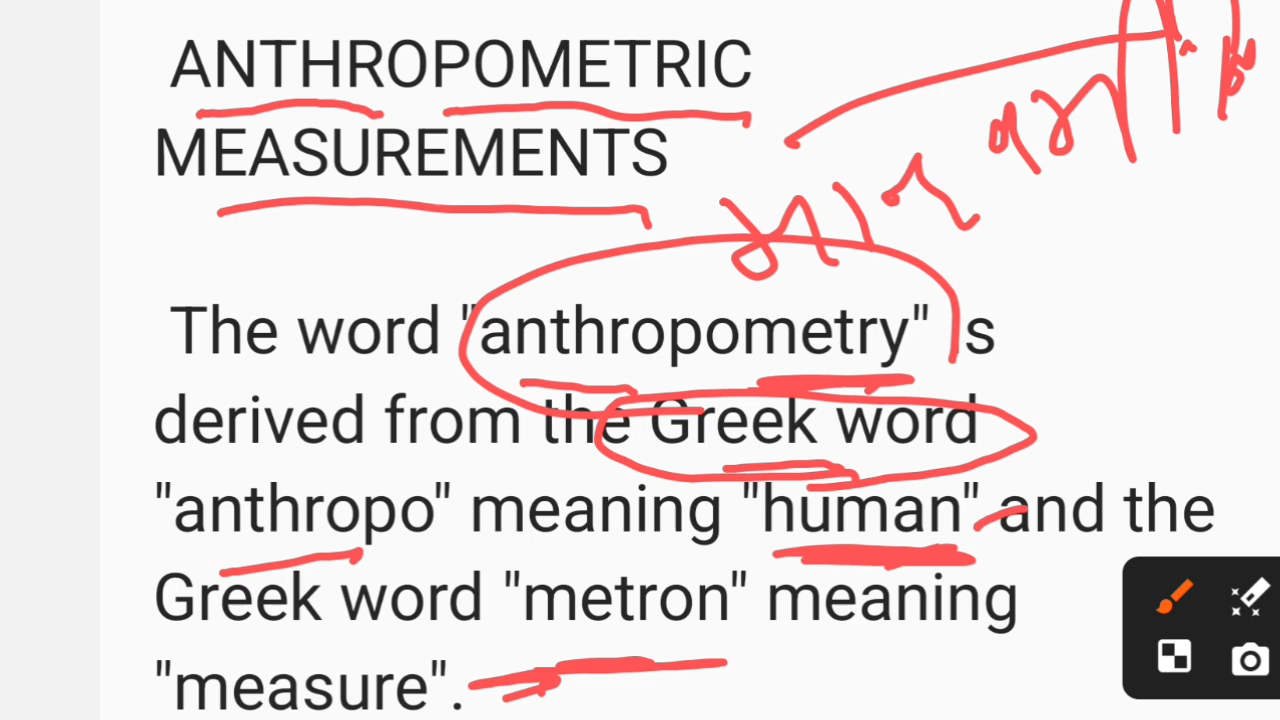 ANTHROPOMETRIC
MEASUREMENTS
The word "anthropometry" is
derived from the Greek word
"anthropo" meaning "human" and the
Greek word "metron" meaning
"measure".